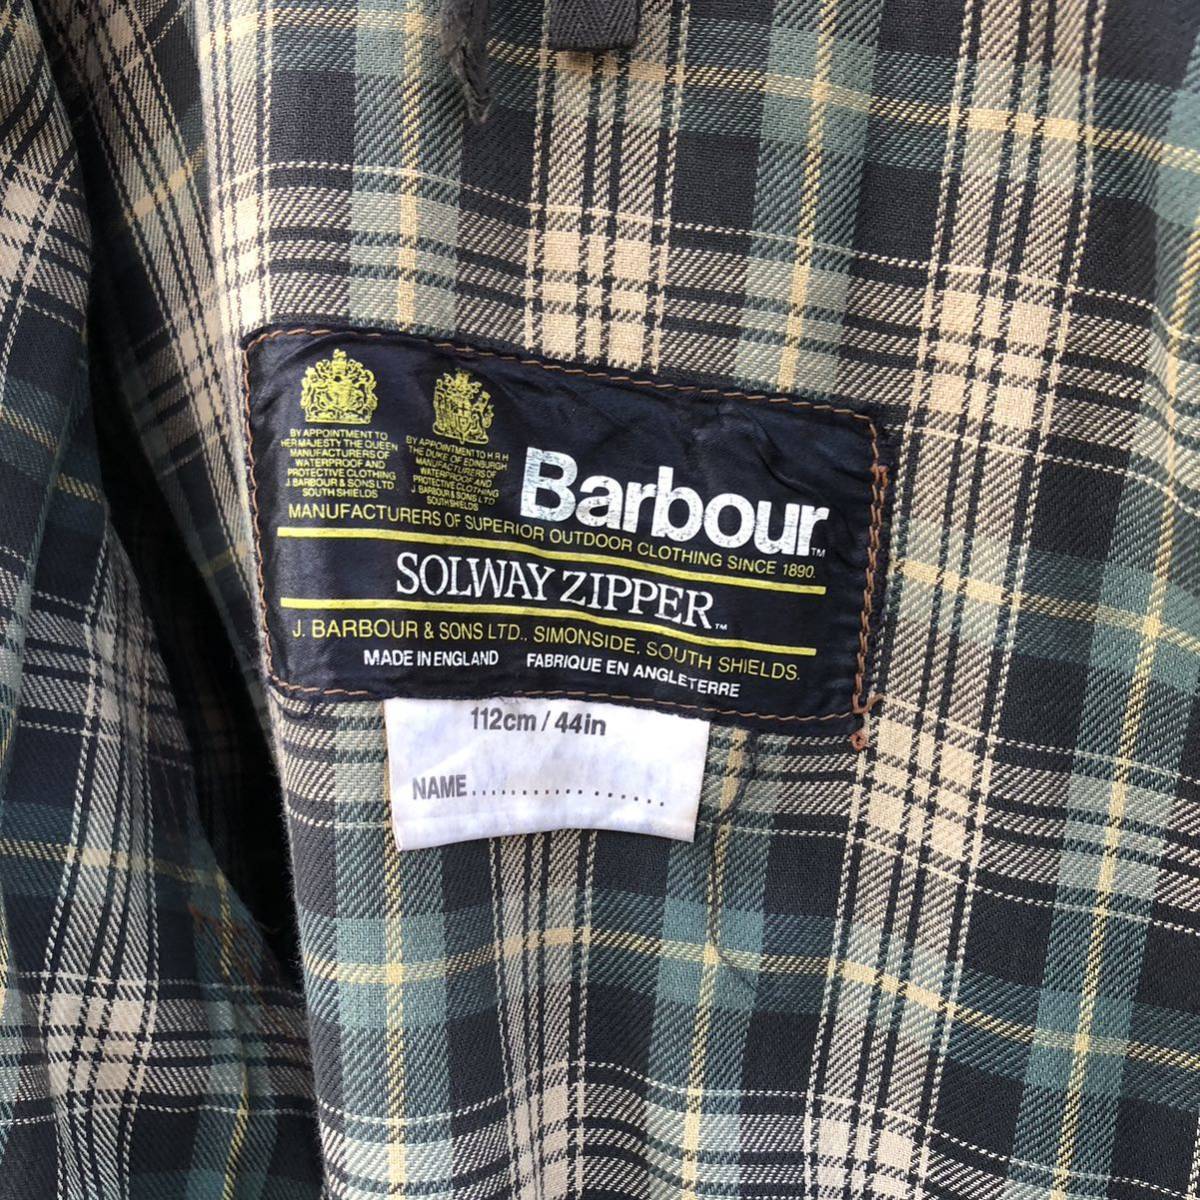 BY APPOINTMENT TO
HER MAJESTY THE QUEEN
MANUFACTURERS OF
WATERPROOF AND
PROTECTIVE CLOTHING
J. BARBOUR & SONS LTD
SOUTH SHIELDS
BY APPOINTMENT TO H R H
THE DUKE OF EDINBURGH
MANUFACTURERS OF
WATERPROOF AND
PROTECTIVE CLOTHING
J. BARBOUR & SONS LTD
SOUTH SHIELDS
Barbour™
MANUFACTURERS OF SUPERIOR OUTDOOR CLOTHING SINCE 1890.
SOLWAY ZIPPER™
J. BARBOUR & SONS LTD., SIMONSIDE, SOUTH SHIELDS.
MADE IN ENGLAND FABRIQUE EN ANGLETERRE
112cm / 44in
NAME.................